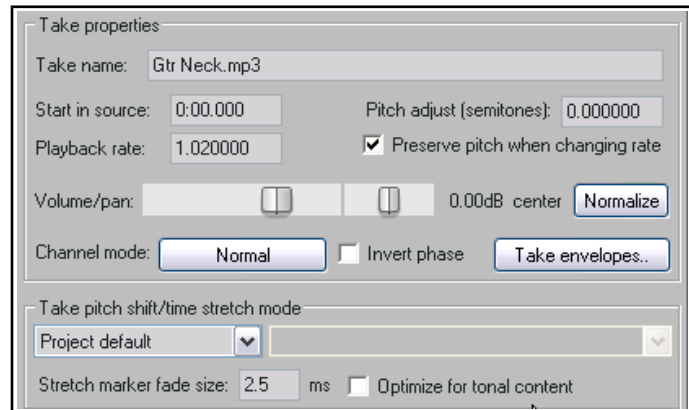 Take properties
Take name: Gtr Neck.mp3
Start in source: 0:00.000 Pitch adjust (semitones): 0.000000
Playback rate: 1.020000 Preserve pitch when changing rate
Volume/pan: 0.00dB center Normalize
Channel mode: Normal Invert phase Take envelopes..
Take pitch shift/time stretch mode
Project default
Stretch marker fade size: 2.5 ms Optimize for tonal content